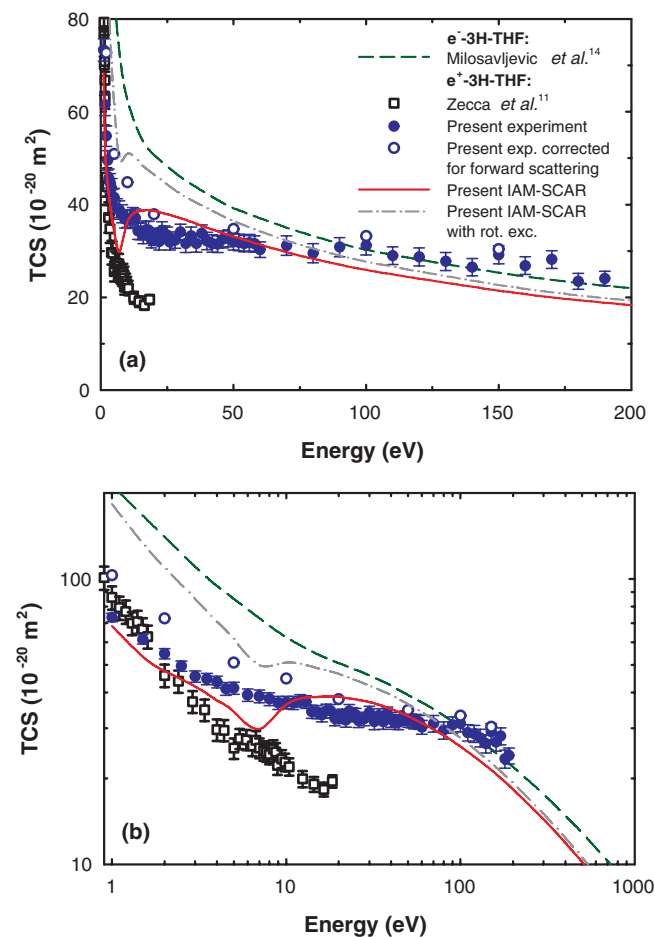 80
60
40
20
0
TCS (10⁻²⁰ m²)
e⁻-3H-THF:
Milosavljevic et al.¹⁴
e⁺-3H-THF:
Zecca et al.¹¹
Present experiment
Present exp. corrected
for forward scattering
Present IAM-SCAR
Present IAM-SCAR
with rot. exc.
(a)
0 50 100 150 200
Energy (eV)
100
10
TCS (10⁻²⁰ m²)
(b)
1 10 100 1000
Energy (eV)